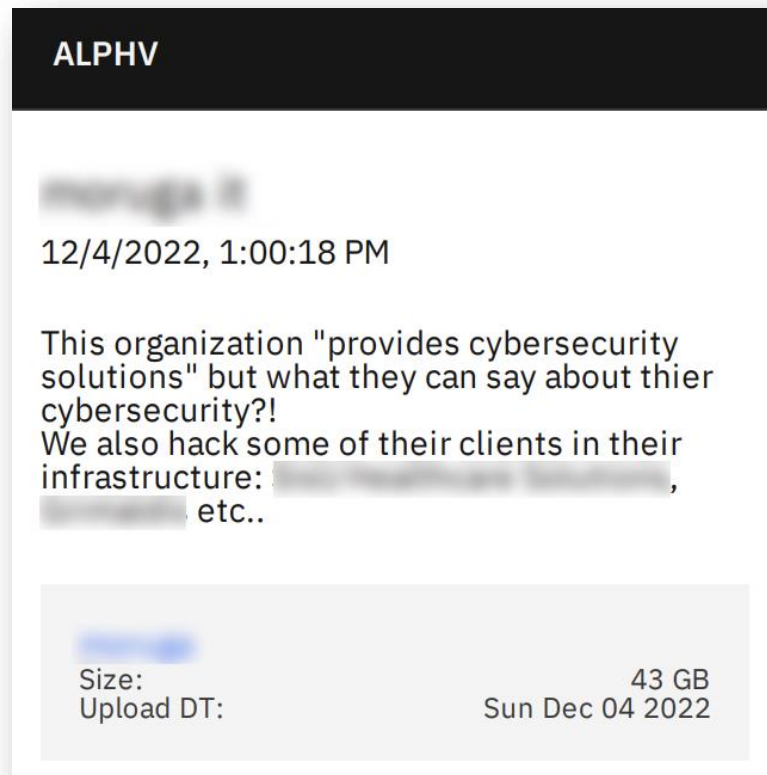 ALPHV
12/4/2022, 1:00:18 PM
This organization "provides cybersecurity
solutions" but what they can say about thier
cybersecurity?!
We also hack some of their clients in their
infrastructure: ,
etc..
Size: 43 GB
Upload DT: Sun Dec 04 2022